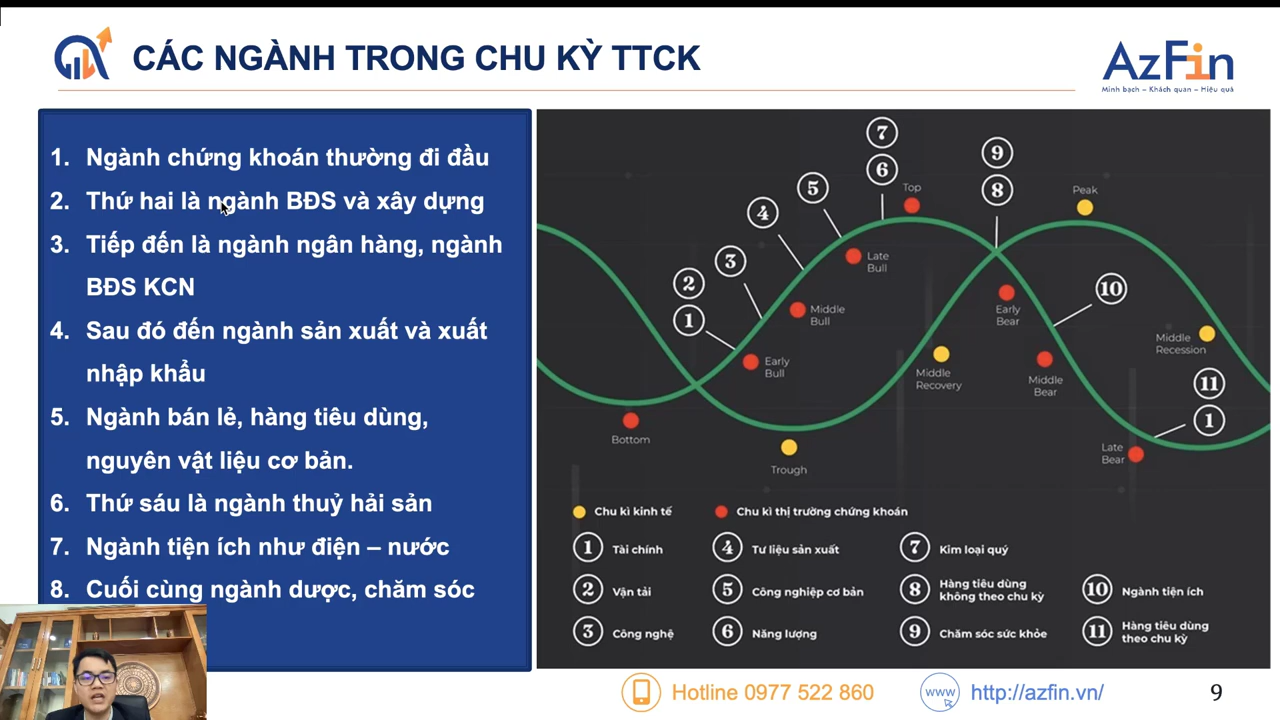 CÁC NGÀNH TRONG CHU KỲ TTCK
AzFin
Minh bạch – Khách quan – Hiệu quả
1. Ngành chứng khoán thường đi đầu
2. Thứ hai là ngành BĐS và xây dựng
3. Tiếp đến là ngành ngân hàng, ngành
BĐS KCN
4. Sau đó đến ngành sản xuất và xuất
nhập khẩu
5. Ngành bán lẻ, hàng tiêu dùng,
nguyên vật liệu cơ bản.
6. Thứ sáu là ngành thuỷ hải sản
7. Ngành tiện ích như điện – nước
8. Cuối cùng ngành dược, chăm sóc
7
6
Top
9
8
Peak
5
4
3
2
1
Late
Bull
Middle
Bull
Early
Bull
Bottom
Trough
Middle
Recovery
Early
Bear
10
Middle
Bear
Middle
Recession
11
1
Late
Bear
Chu kì kinh tế
Chu kì thị trường chứng khoán
1 Tài chính
4 Tư liệu sản xuất
7 Kim loại quý
2 Vận tải
5 Công nghiệp cơ bản
8 Hàng tiêu dùng
không theo chu kỳ
10 Ngành tiện ích
3 Công nghệ
6 Năng lượng
9 Chăm sóc sức khỏe
11 Hàng tiêu dùng
theo chu kỳ
Hotline 0977 522 860
www
http://azfin.vn/
9